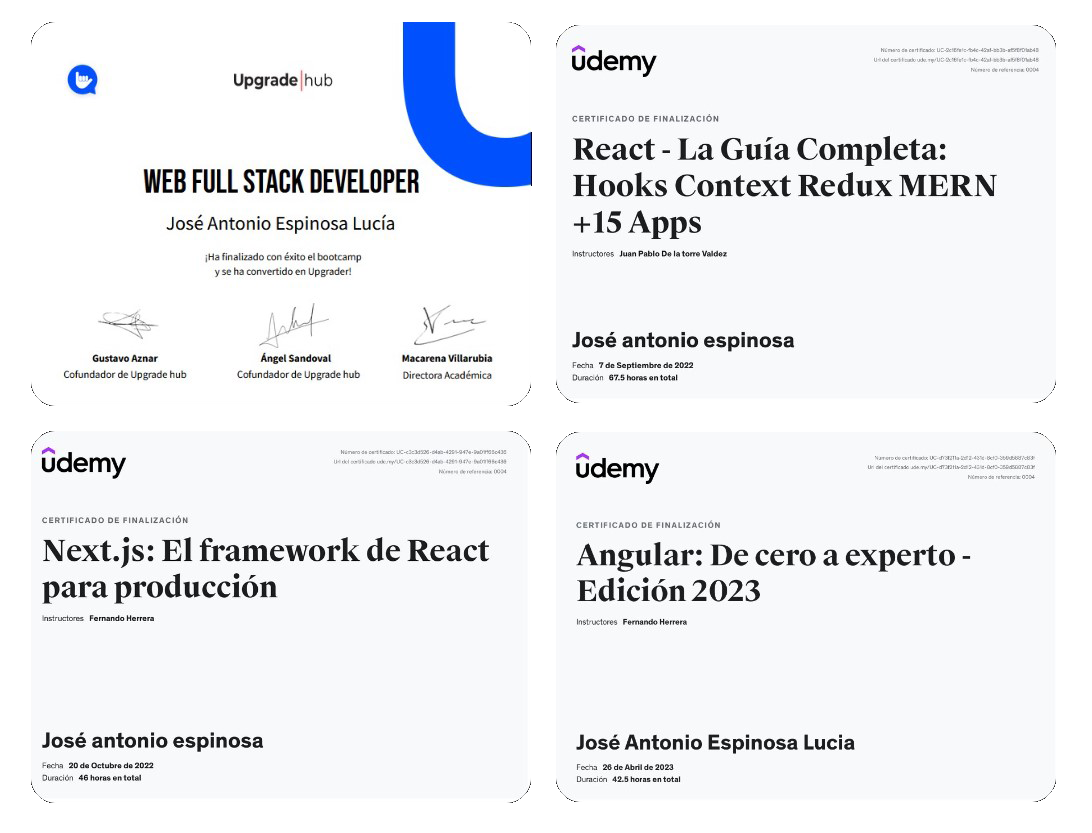 Upgrade|hub
WEB FULL STACK DEVELOPER
José Antonio Espinosa Lucía
¡Ha finalizado con éxito el bootcamp
y se ha convertido en Upgrader!
Gustavo Aznar
Cofundador de Upgrade hub
Ángel Sandoval
Cofundador de Upgrade hub
Macarena Villarubia
Directora Académica
udemy
Número de certificado:
Url del certificado
Número de referencia: 0004
CERTIFICADO DE FINALIZACIÓN
React - La Guía Completa:
Hooks Context Redux MERN
+15 Apps
Instructores Juan Pablo De la torre Valdez
José antonio espinosa
Fecha 7 de Septiembre de 2022
Duración 67.5 horas en total
udemy
Número de certificado:
Url del certificado
Número de referencia: 0004
CERTIFICADO DE FINALIZACIÓN
Next.js: El framework de React
para producción
Instructores Fernando Herrera
José antonio espinosa
Fecha 20 de Octubre de 2022
Duración 46 horas en total
udemy
Número de certificado:
Url del certificado
Número de referencia: 0004
CERTIFICADO DE FINALIZACIÓN
Angular: De cero a experto -
Edición 2023
Instructores Fernando Herrera
José Antonio Espinosa Lucia
Fecha 26 de Abril de 2023
Duración 42.5 horas en total